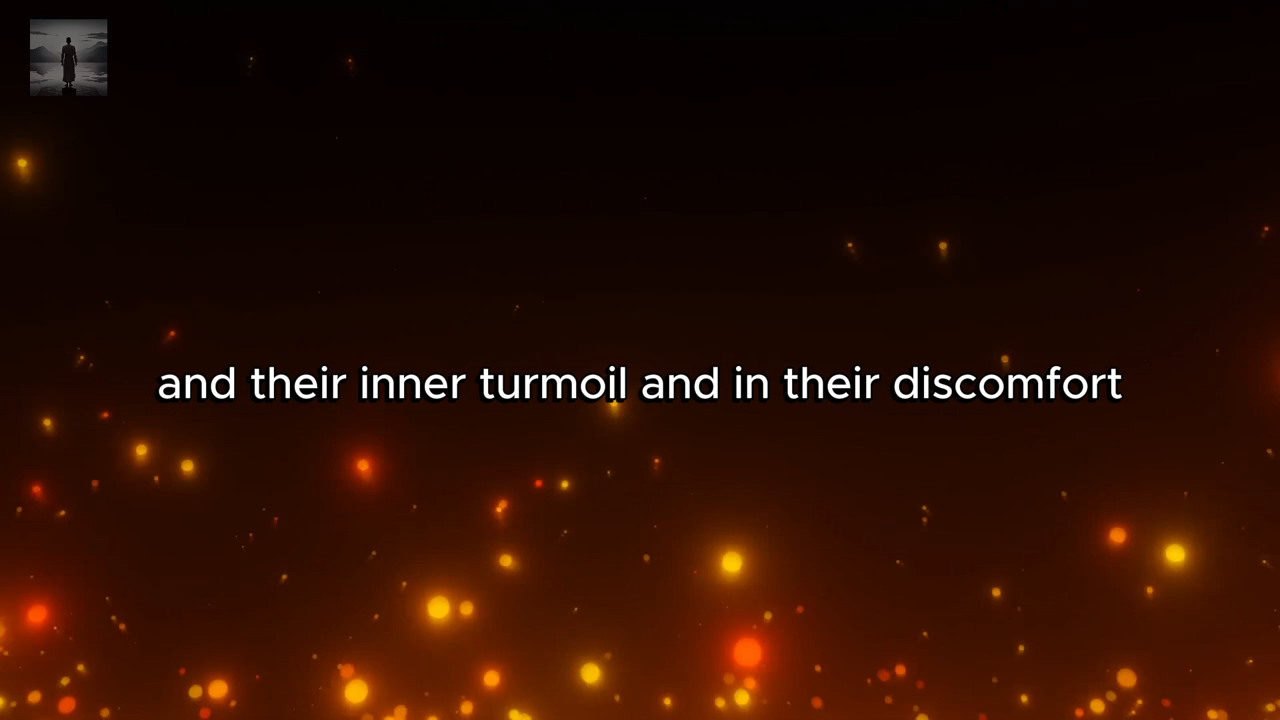 and their inner turmoil and in their discomfort